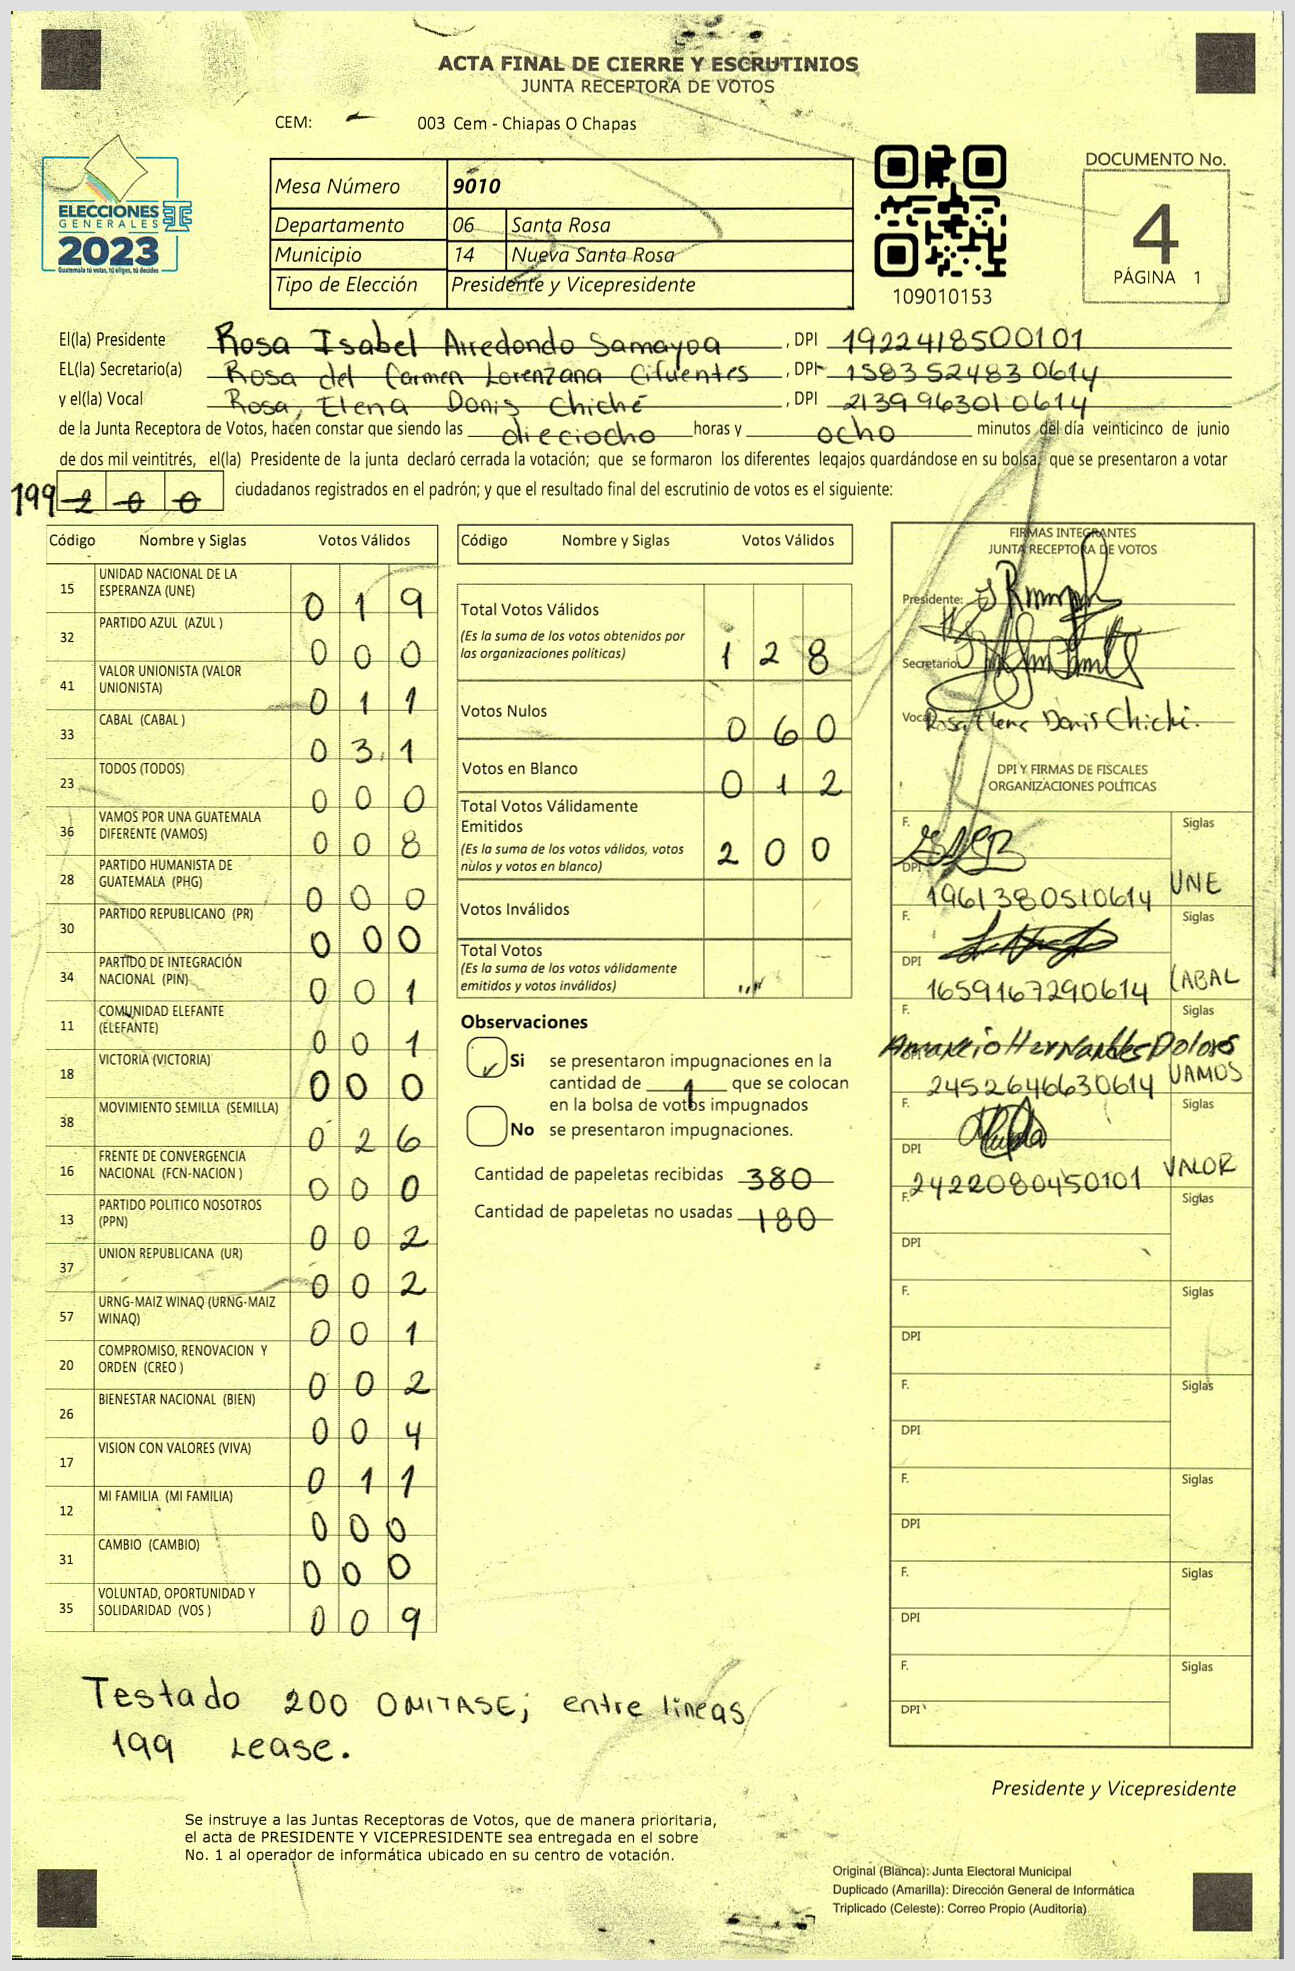 ACTA FINAL DE CIERRE Y ESCRUTINIOS
JUNTA RECEPTORA DE VOTOS
CEM: 003 Cem - Chiapas O Chapas
ELECCIONES
GENERALES
2023
Guatemala tú votas, tú eliges, tú decides
Mesa Número 9010
Departamento 06 Santa Rosa
Municipio 14 Nueva Santa Rosa
Tipo de Elección Presidente y Vicepresidente
109010153
DOCUMENTO No.
4
PÁGINA 1
El(la) Presidente Rosa Isabel Arredondo Samayoa, DPI 1922418500101
EL(la) Secretario(a) Rosa del Carmen Lorenzana Cifuentes, DPI 1583524830614
y el(la) Vocal Rosa, Elena Donis Chiché, DPI 2139963010614
de la Junta Receptora de Votos, hacen constar que siendo las dieciocho horas y ocho minutos del día veinticinco de junio
de dos mil veintitrés, el(la) Presidente de la junta declaró cerrada la votación; que se formaron los diferentes legajos guardándose en su bolsa, que se presentaron a votar
199 200 ciudadanos registrados en el padrón; y que el resultado final del escrutinio de votos es el siguiente:
Código Nombre y Siglas Votos Válidos
15 UNIDAD NACIONAL DE LA
ESPERANZA (UNE) 0 1 9
32 PARTIDO AZUL (AZUL ) 0 0 0
41 VALOR UNIONISTA (VALOR
UNIONISTA) 0 1 1
33 CABAL (CABAL ) 0 3 1
23 TODOS (TODOS) 0 0 0
36 VAMOS POR UNA GUATEMALA
DIFERENTE (VAMOS) 0 0 8
28 PARTIDO HUMANISTA DE
GUATEMALA (PHG) 0 0 0
30 PARTIDO REPUBLICANO (PR) 0 0 0
34 PARTIDO DE INTEGRACIÓN
NACIONAL (PIN) 0 0 1
11 COMUNIDAD ELEFANTE
(ELEFANTE) 0 0 1
18 VICTORIA (VICTORIA) 0 0 0
38 MOVIMIENTO SEMILLA (SEMILLA) 0 2 6
16 FRENTE DE CONVERGENCIA
NACIONAL (FCN-NACION ) 0 0 0
13 PARTIDO POLITICO NOSOTROS
(PPN) 0 0 2
37 UNION REPUBLICANA (UR) 0 0 2
57 URNG-MAIZ WINAQ (URNG-MAIZ
WINAQ) 0 0 1
20 COMPROMISO, RENOVACION Y
ORDEN (CREO ) 0 0 2
26 BIENESTAR NACIONAL (BIEN) 0 0 4
17 VISION CON VALORES (VIVA) 0 1 1
12 MI FAMILIA (MI FAMILIA) 0 0 0
31 CAMBIO (CAMBIO) 0 0 0
35 VOLUNTAD, OPORTUNIDAD Y
SOLIDARIDAD (VOS ) 0 0 9
Código Nombre y Siglas Votos Válidos
Total Votos Válidos
(Es la suma de los votos obtenidos por
las organizaciones políticas) 1 2 8
Votos Nulos 0 6 0
Votos en Blanco 0 1 2
Total Votos Válidamente
Emitidos
(Es la suma de los votos válidos, votos
nulos y votos en blanco) 2 0 0
Votos Inválidos
Total Votos
(Es la suma de los votos válidamente
emitidos y votos inválidos)
Observaciones
Si se presentaron impugnaciones en la
cantidad de 1 que se colocan
en la bolsa de votos impugnados
No se presentaron impugnaciones.
Cantidad de papeletas recibidas 380
Cantidad de papeletas no usadas 180
FIRMAS INTEGRANTES
JUNTA RECEPTORA DE VOTOS
Presidente:
Secretario
Vocal Rosa Elena Donis Chiché.
DPI Y FIRMAS DE FISCALES
ORGANIZACIONES POLÍTICAS
F. Siglas
DPI 1961380510614 UNE
F. Siglas
DPI 1659167290614 CABAL
F. Siglas
Amancio Hernandes Dolores
DPI 2452646630614 VAMOS
F. Siglas
DPI 2422080450101 VALOR
F. Siglas
DPI
F. Siglas
DPI
F. Siglas
DPI
F. Siglas
DPI
F. Siglas
DPI
F. Siglas
DPI
Testado 200 OMITASE; entre lineas
199 Lease.
Presidente y Vicepresidente
Se instruye a las Juntas Receptoras de Votos, que de manera prioritaria,
el acta de PRESIDENTE Y VICEPRESIDENTE sea entregada en el sobre
No. 1 al operador de informática ubicado en su centro de votación.
Original (Blanca): Junta Electoral Municipal
Duplicado (Amarilla): Dirección General de Informática
Triplicado (Celeste): Correo Propio (Auditoría)